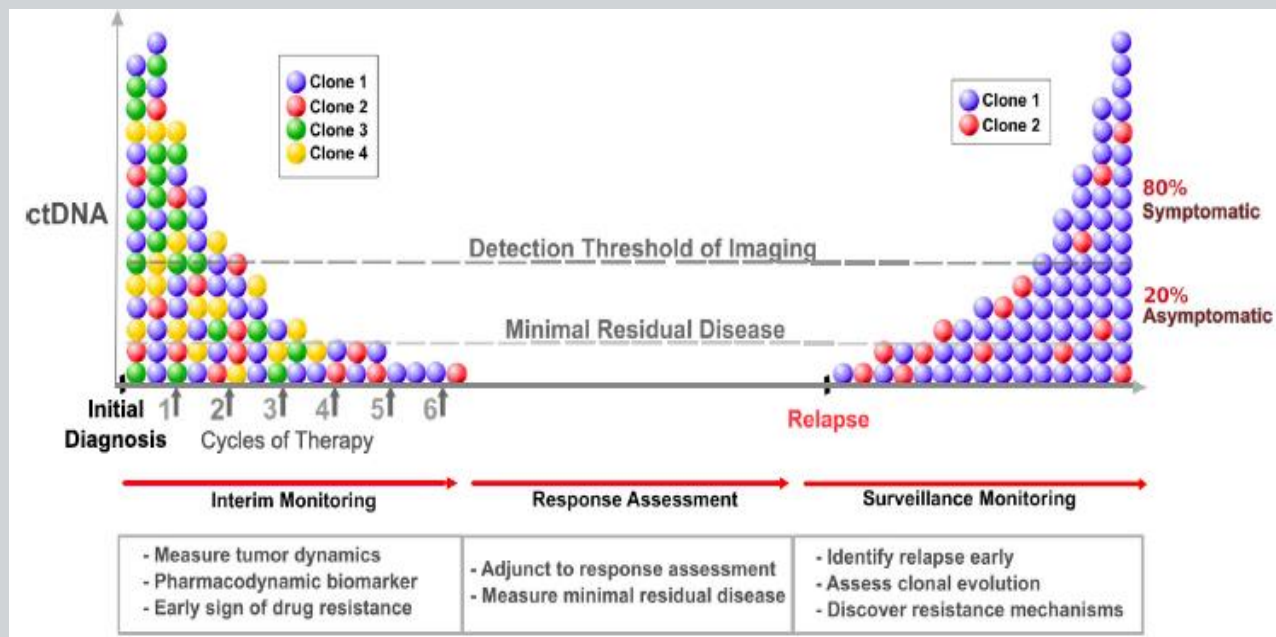 Clone 1
Clone 2
Clone 3
Clone 4
Clone 1
Clone 2
ctDNA
80%
Symptomatic
Detection Threshold of Imaging
20%
Asymptomatic
Minimal Residual Disease
Initial
Diagnosis
1 2 3 4 5 6
Cycles of Therapy
Relapse
Interim Monitoring
Response Assessment
Surveillance Monitoring
- Measure tumor dynamics
- Pharmacodynamic biomarker
- Early sign of drug resistance
- Adjunct to response assessment
- Measure minimal residual disease
- Identify relapse early
- Assess clonal evolution
- Discover resistance mechanisms